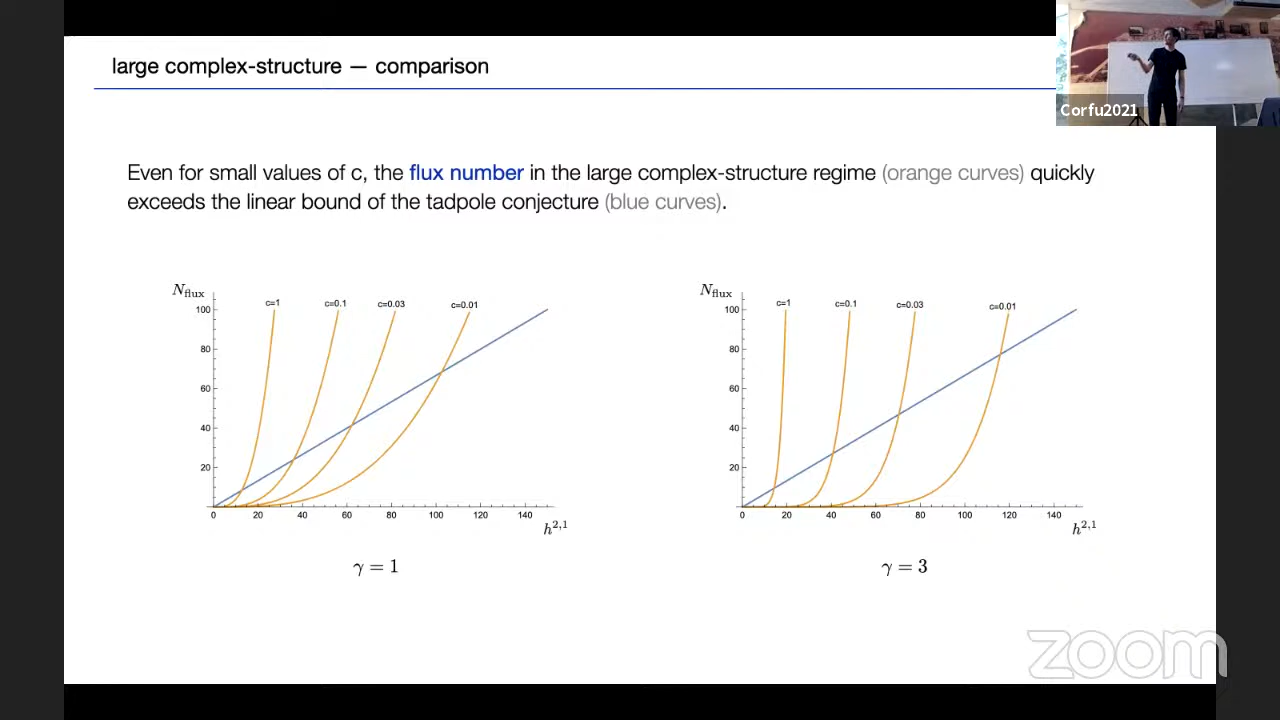 large complex-structure — comparison
Corfu2021
Even for small values of c, the flux number in the large complex-structure regime (orange curves) quickly
exceeds the linear bound of the tadpole conjecture (blue curves).
N_flux
c=1 c=0.1 c=0.03 c=0.01
100
80
60
40
20
0 20 40 60 80 100 120 140
h^{2,1}
γ = 1
N_flux
c=1 c=0.1 c=0.03 c=0.01
100
80
60
40
20
0 20 40 60 80 100 120 140
h^{2,1}
γ = 3
zoom